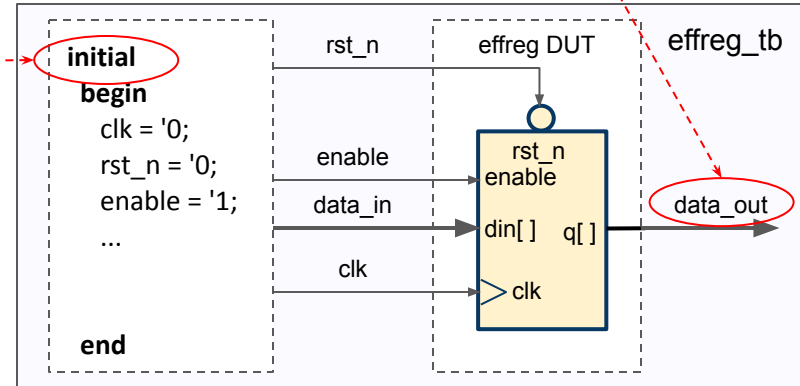 initial
begin
clk = '0;
rst_n = '0;
enable = '1;
...
end
rst_n
enable
data_in
clk
effreg DUT
rst_n
enable
din[ ]
q[ ]
clk
effreg_tb
data_out